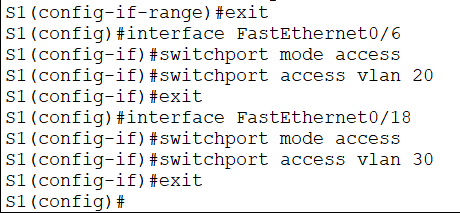 S1(config-if-range)#exit
S1(config)#interface FastEthernet0/6
S1(config-if)#switchport mode access
S1(config-if)#switchport access vlan 20
S1(config-if)#exit
S1(config)#interface FastEthernet0/18
S1(config-if)#switchport mode access
S1(config-if)#switchport access vlan 30
S1(config-if)#exit
S1(config)#